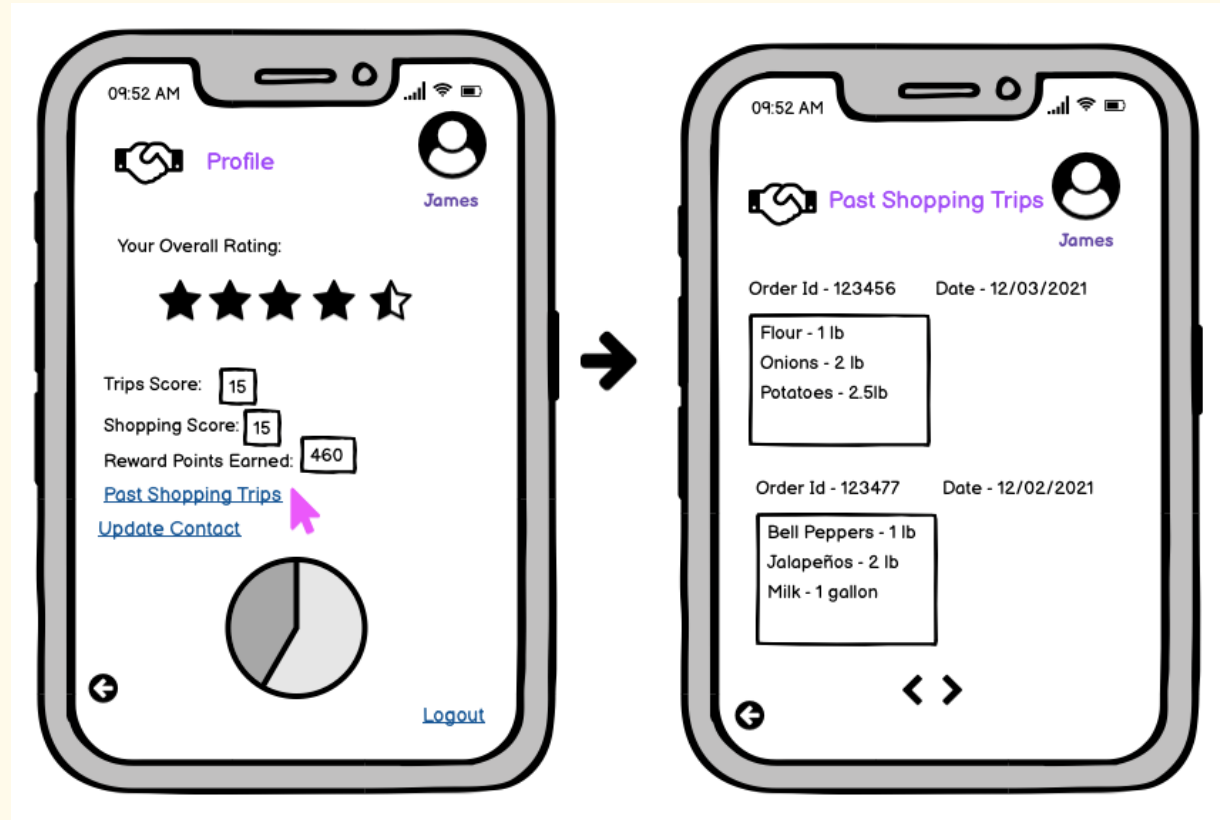 09:52 AM
Profile
James
Your Overall Rating:
Trips Score: 15
Shopping Score: 15
Reward Points Earned: 460
Past Shopping Trips
Update Contact
Logout
09:52 AM
Past Shopping Trips
James
Order Id - 123456 Date - 12/03/2021
Flour - 1 lb
Onions - 2 lb
Potatoes - 2.5lb
Order Id - 123477 Date - 12/02/2021
Bell Peppers - 1 lb
Jalapeños - 2 lb
Milk - 1 gallon